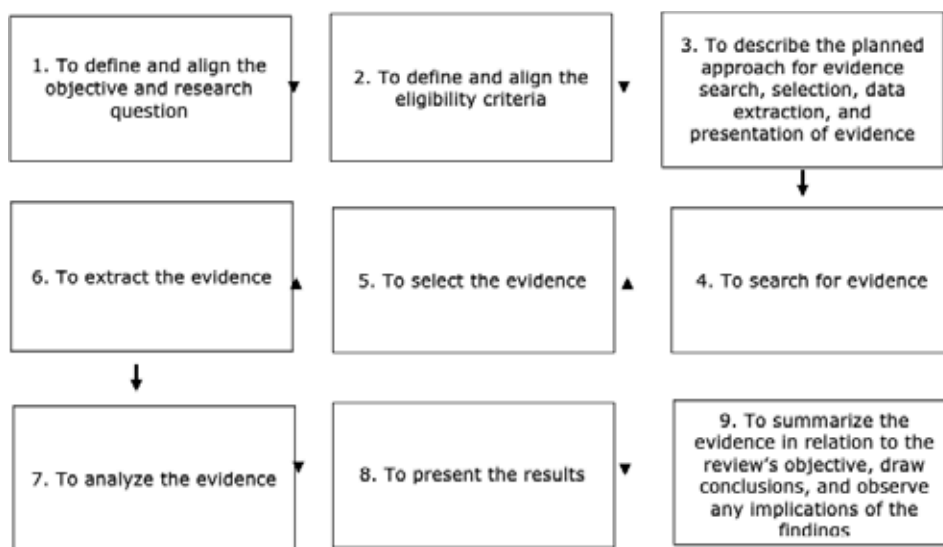 1. To define and align the
objective and research
question
2. To define and align the
eligibility criteria
3. To describe the planned
approach for evidence
search, selection, data
extraction, and
presentation of evidence
6. To extract the evidence
5. To select the evidence
4. To search for evidence
7. To analyze the evidence
8. To present the results
9. To summarize the
evidence in relation to the
review's objective, draw
conclusions, and observe
any implications of the
findings